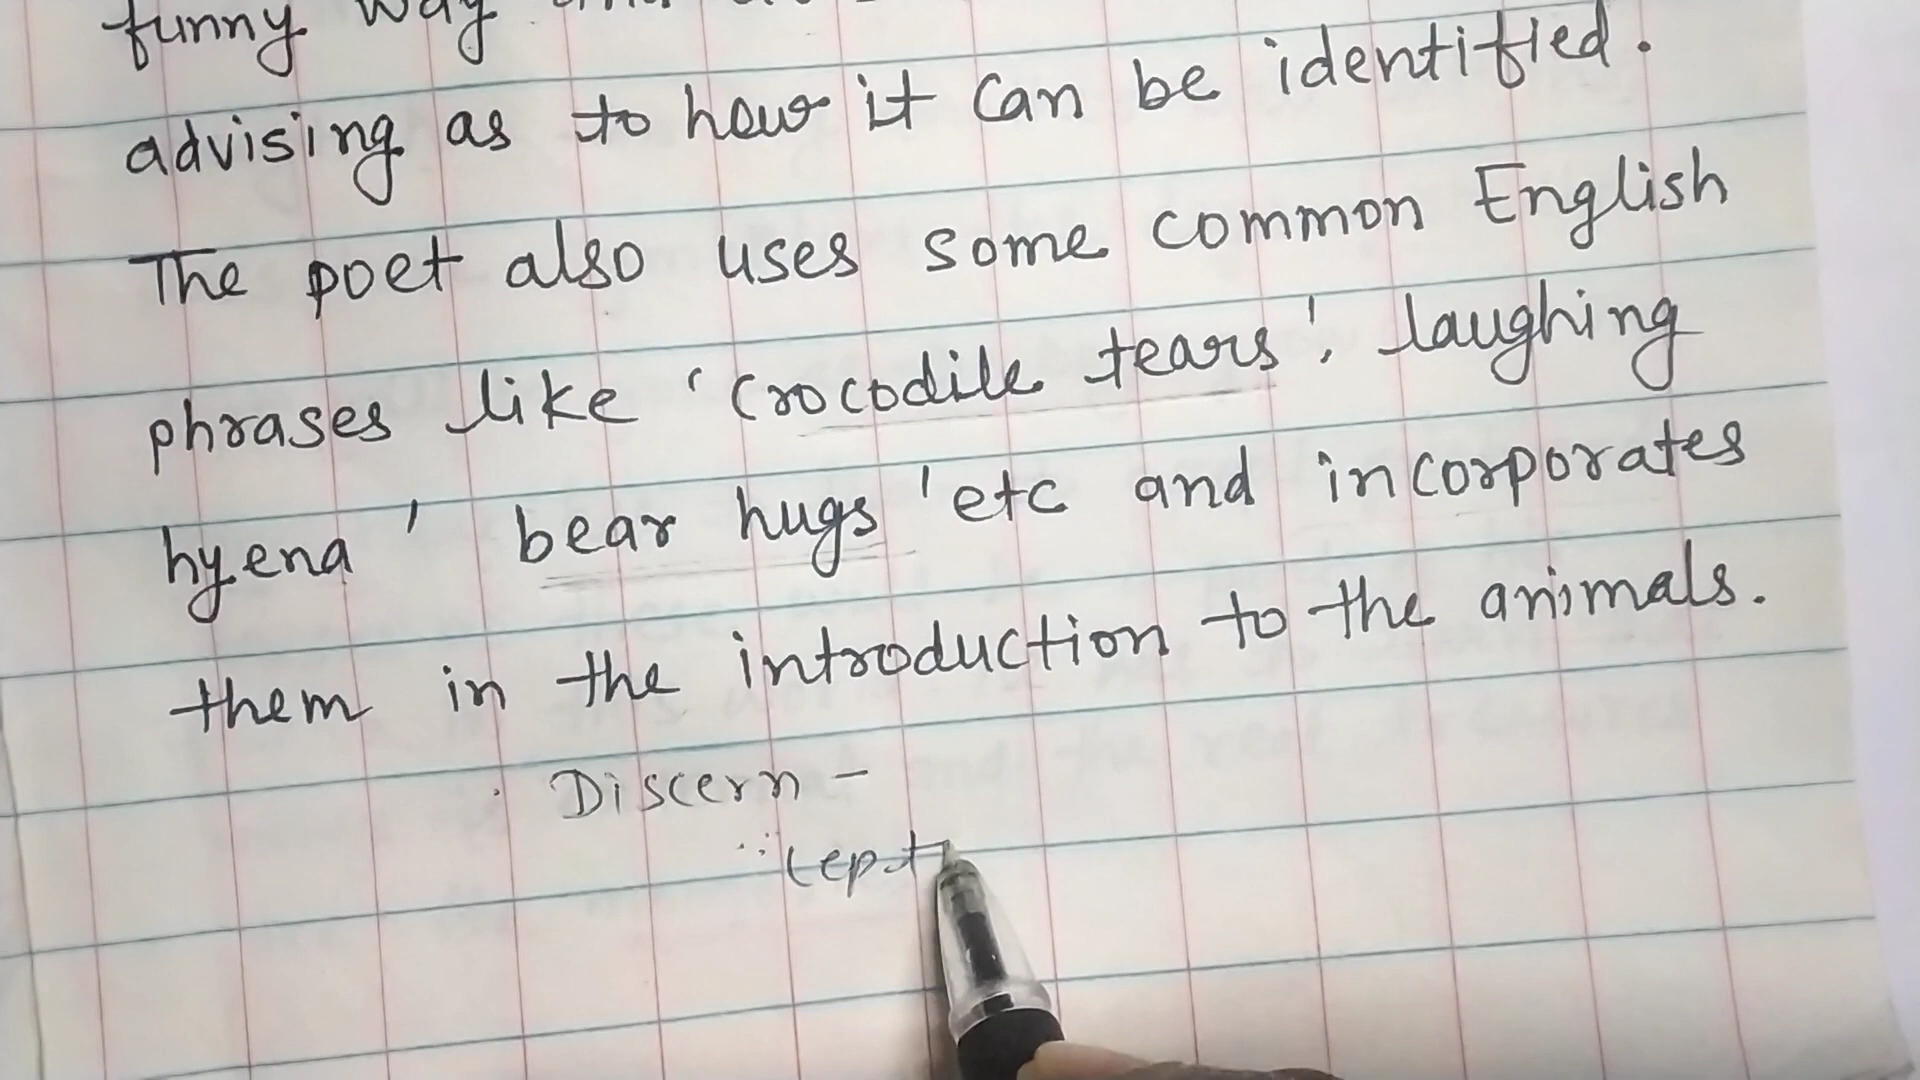 funny way
advising as to how it can be identified.
The poet also uses some common English
phrases like 'crocodile tears', laughing
hyena' bear hugs 'etc and incorporates
them in the introduction to the animals.
Discern -